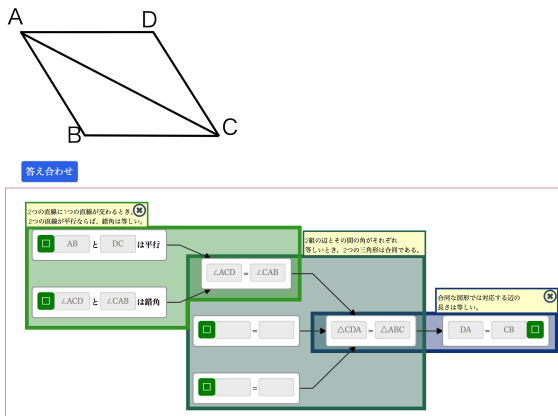 A
D
B
C
答え合わせ
2つの直線に1つの直線が交わるとき、
2つの直線が平行ならば、錯角は等しい。
AB と DC は平行
2組の辺とその間の角がそれぞれ
等しいとき、2つの三角形は合同である。
∠ACD = ∠CAB
∠ACD と ∠CAB は錯角
合同な図形では対応する辺の
長さは等しい。
=
△CDA = △ABC
DA = CB
=